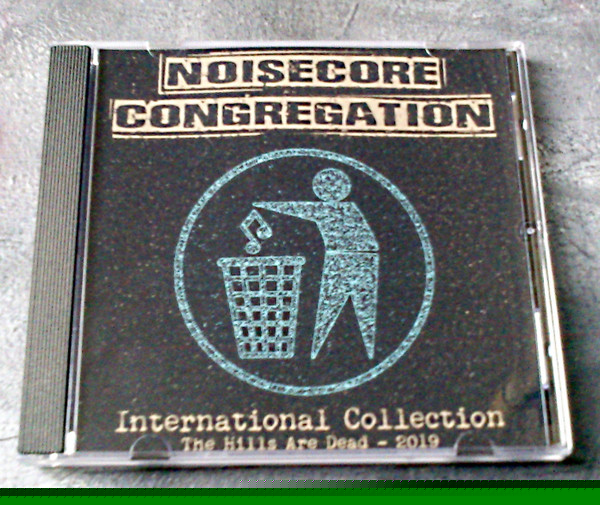 NOISECORE
CONGREGATION
International Collection
The Hills Are Dead - 2019